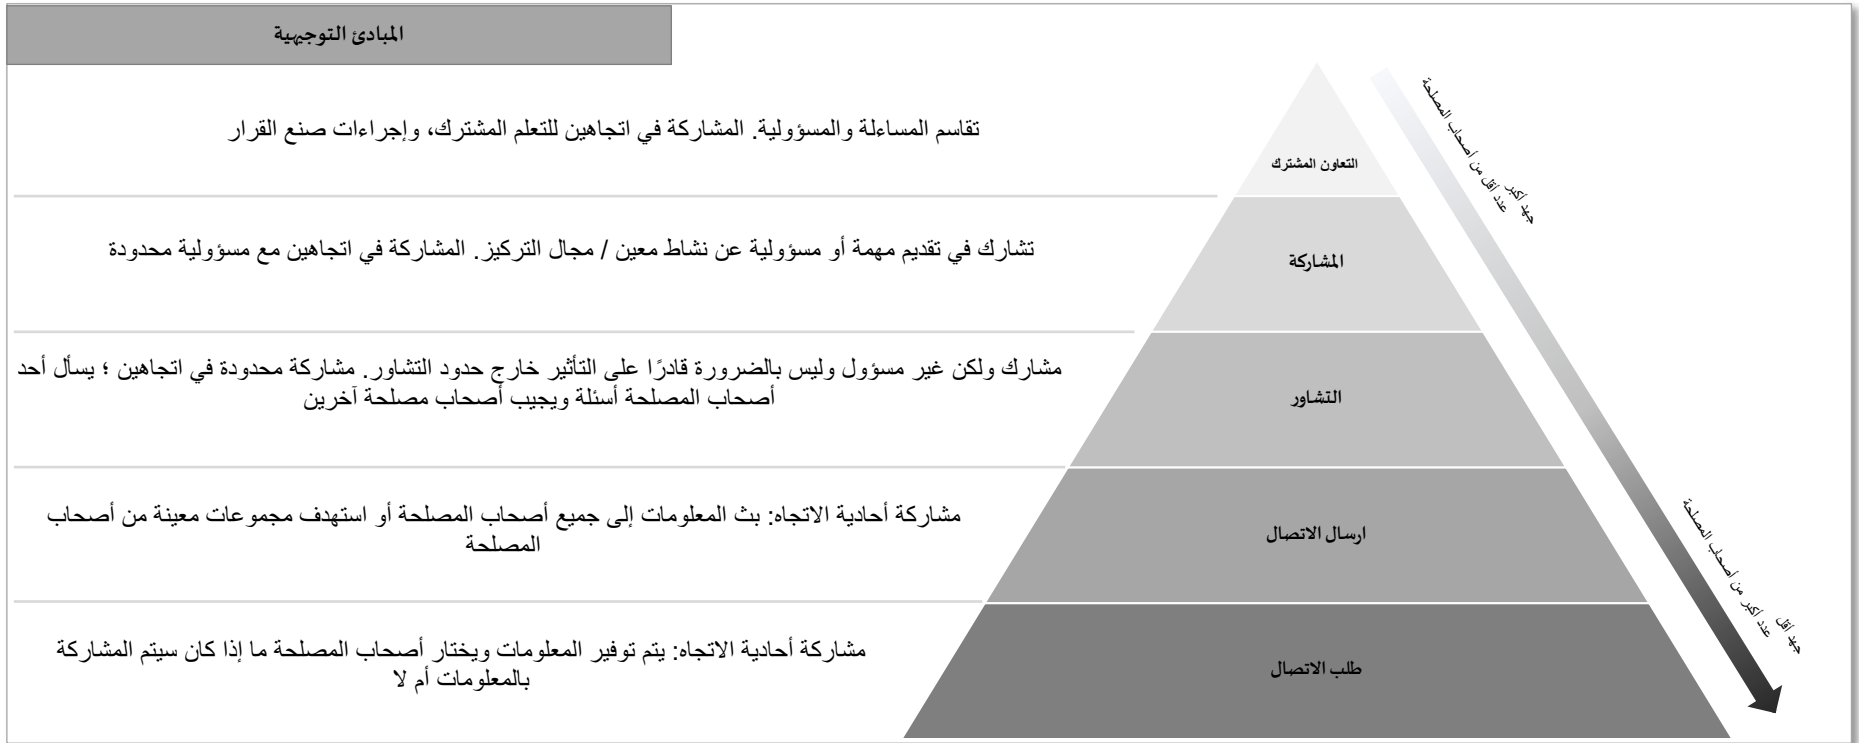 المبادئ التوجيهية
تقاسم المساءلة والمسؤولية. المشاركة في اتجاهين للتعلم المشترك، وإجراءات صنع القرار
التعاون المشترك
جهد أكبر
عدد أقل من أصحاب المصلحة
تشارك في تقديم مهمة أو مسؤولية عن نشاط معين / مجال التركيز. المشاركة في اتجاهين مع مسؤولية محدودة
المشاركة
مشارك ولكن غير مسؤول وليس بالضرورة قادرًا على التأثير خارج حدود التشاور. مشاركة محدودة في اتجاهين ؛ يسأل أحد
أصحاب المصلحة أسئلة ويجيب أصحاب مصلحة آخرين
التشاور
مشاركة أحادية الاتجاه: بث المعلومات إلى جميع أصحاب المصلحة أو استهدف مجموعات معينة من أصحاب
المصلحة
ارسال الاتصال
جهد أقل
عدد أكبر من أصحاب المصلحة
مشاركة أحادية الاتجاه: يتم توفير المعلومات ويختار أصحاب المصلحة ما إذا كان سيتم المشاركة
بالمعلومات أم لا
طلب الاتصال